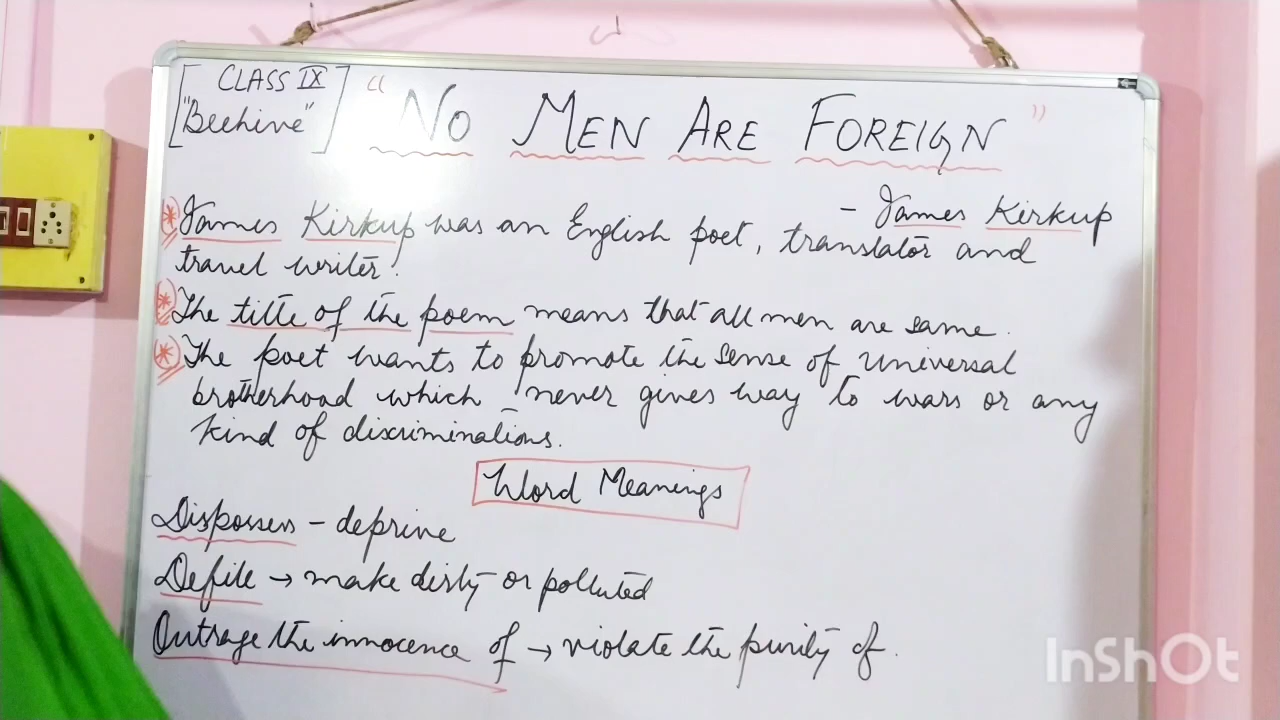 [CLASS IX
"Beehive"]
"NO MEN ARE FOREIGN"
- James Kirkup
* James Kirkup was an English poet, translator and
travel writer.
* The title of the poem means that all men are same.
* The poet wants to promote the sense of universal
brotherhood which never gives way to wars or any
kind of discriminations.
Word Meanings
Dispossess - deprive
Defile → make dirty or polluted
Outrage the innocence of → violate the purity of.
InShOt